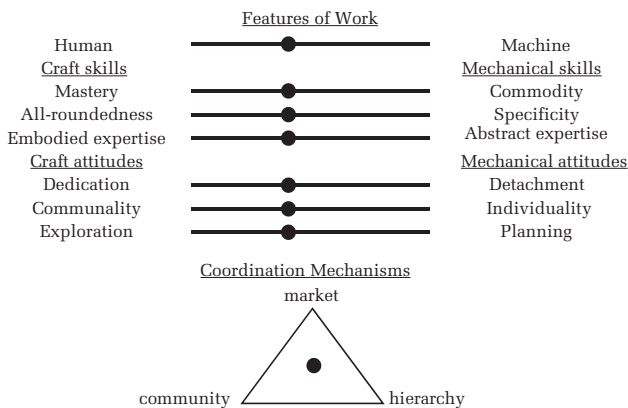 Features of Work
Human Machine
Craft skills Mechanical skills
Mastery Commodity
All-roundedness Specificity
Embodied expertise Abstract expertise
Craft attitudes Mechanical attitudes
Dedication Detachment
Communality Individuality
Exploration Planning
Coordination Mechanisms
market
community hierarchy